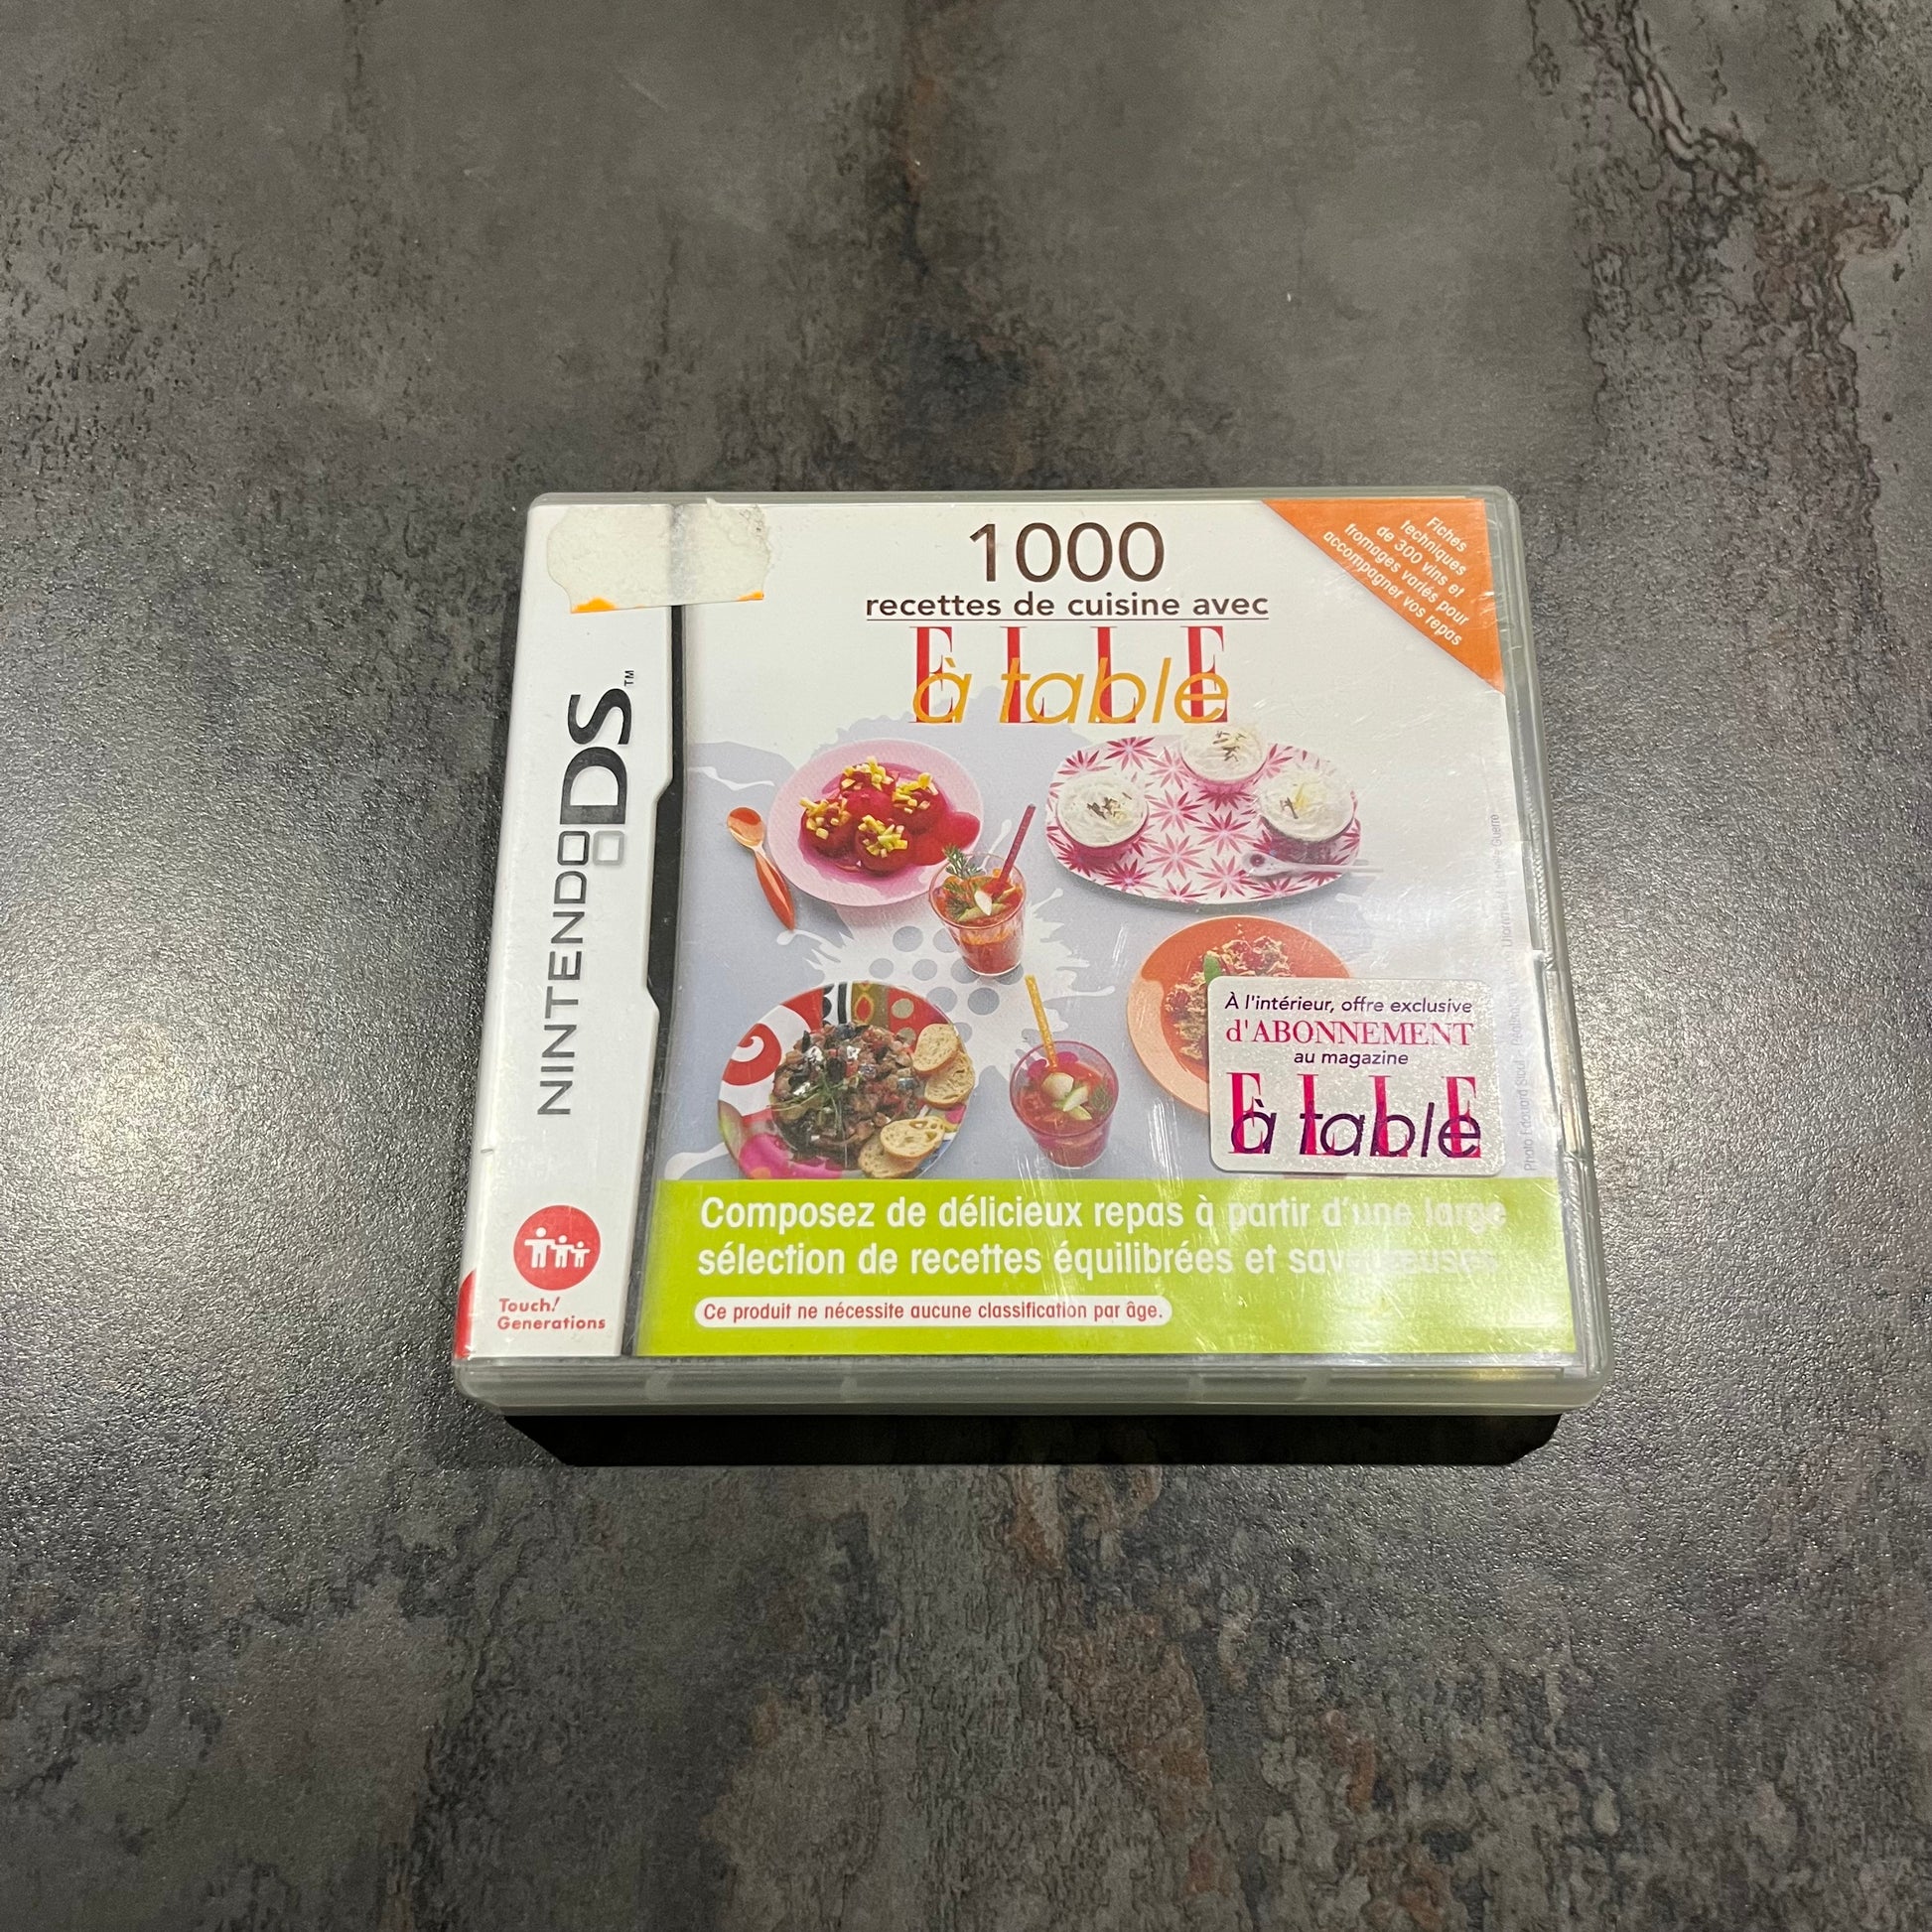 1000
recettes de cuisine avec
ELLE
à table
Fiches
techniques
de 300 vins et
fromages variés pour
accompagner vos repas
NINTENDO DS™
À l'intérieur, offre exclusive
d'ABONNEMENT
au magazine
ELLE
à table
Composez de délicieux repas à partir d'une large
sélection de recettes équilibrées et savoureuses
Ce produit ne nécessite aucune classification par âge.
Touch!
Generations